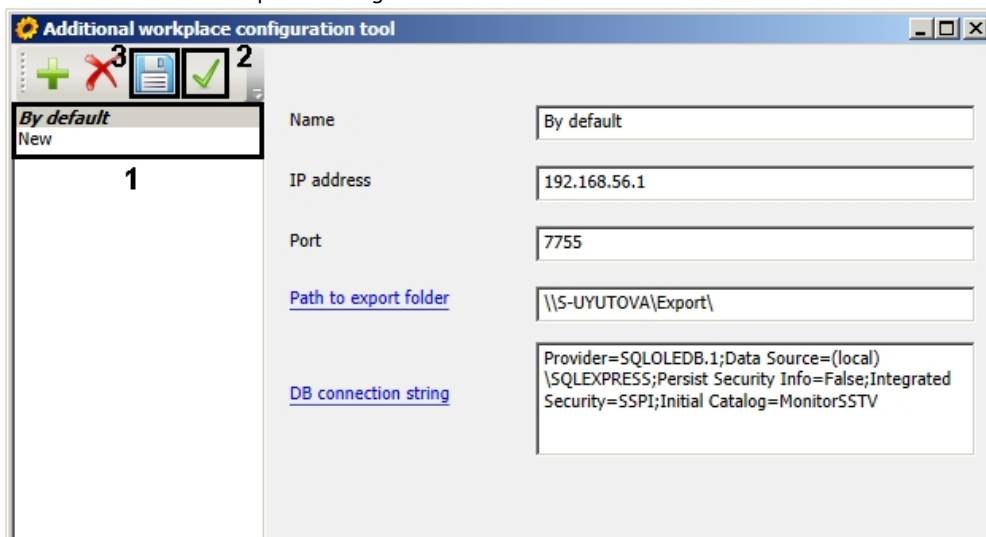 Additional workplace configuration tool
3
2
By default
New
1
Name
By default
IP address
192.168.56.1
Port
7755
Path to export folder
\\S-UYUTOVA\Export\
DB connection string
Provider=SQLOLEDB.1;Data Source=(local)
\SQLEXPRESS;Persist Security Info=False;Integrated
Security=SSPI;Initial Catalog=MonitorSSTV